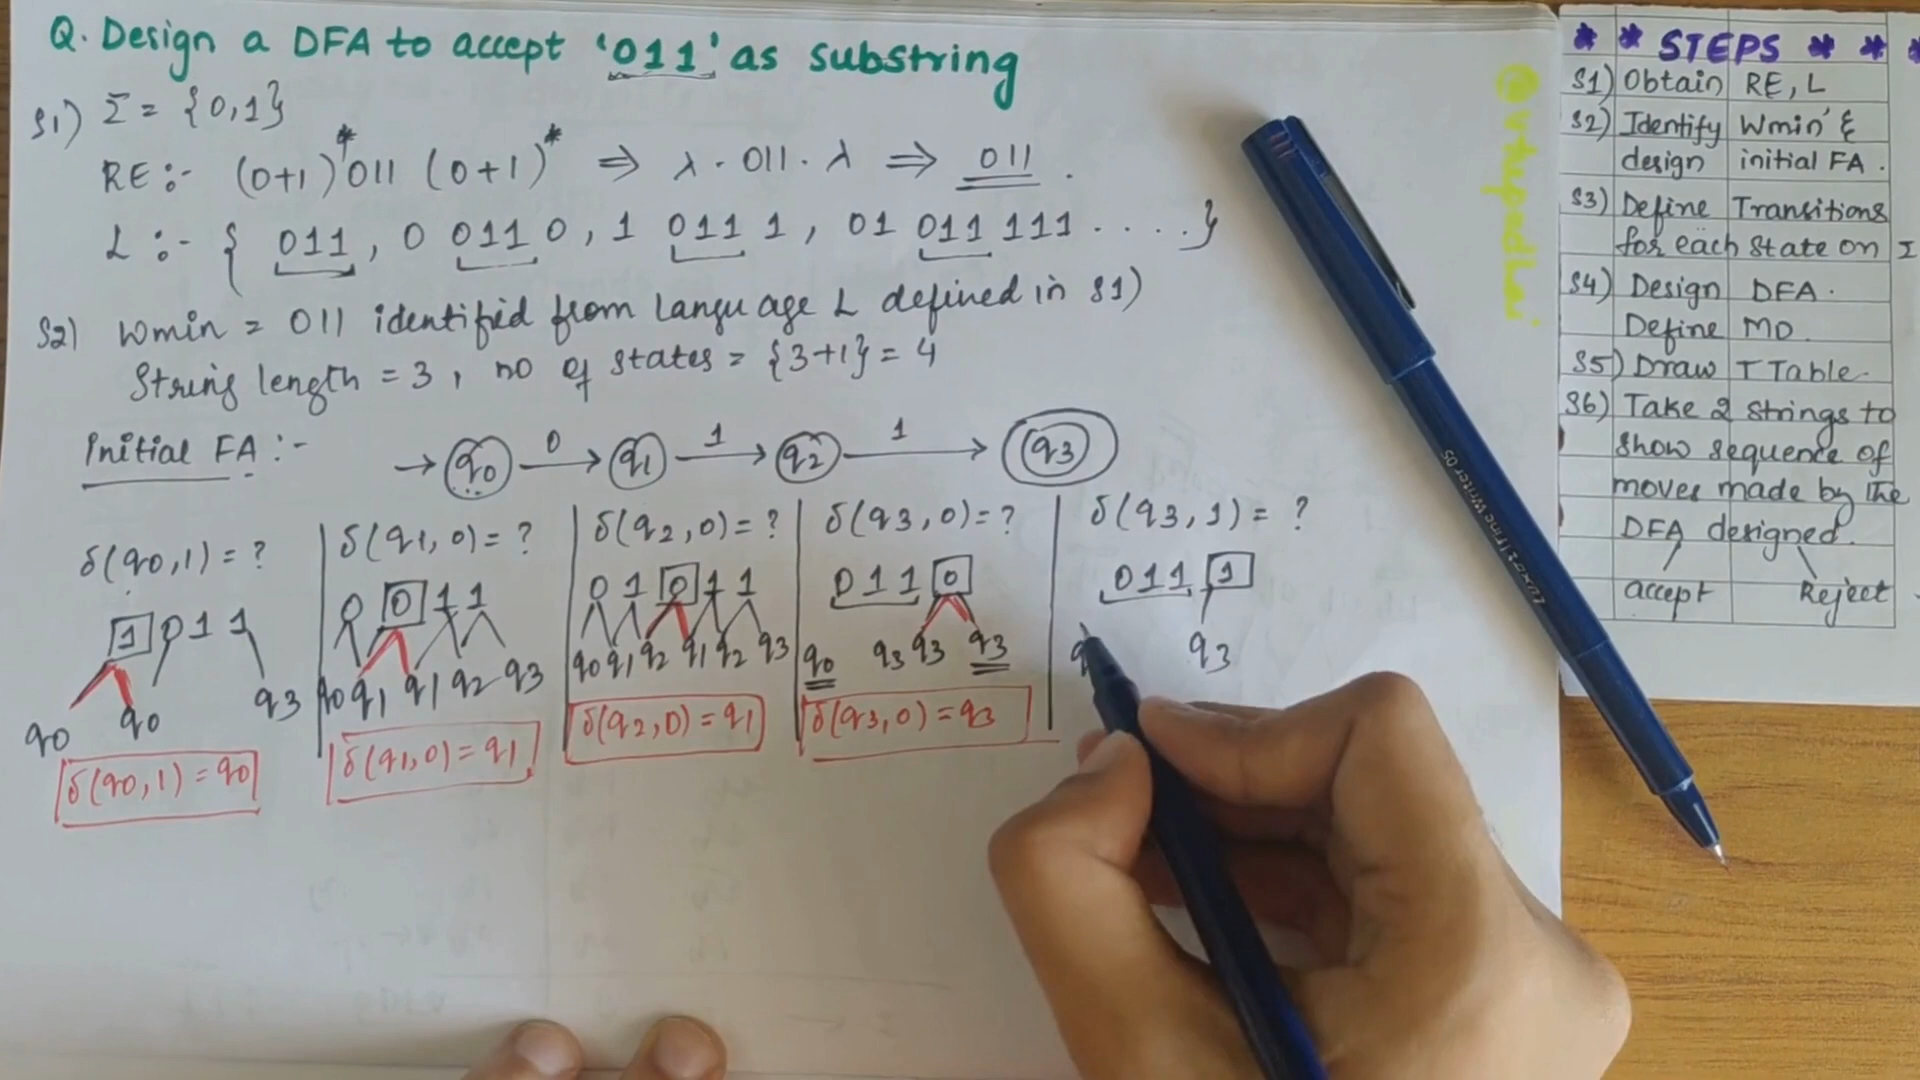 Q. Design a DFA to accept '011' as substring
S1) Σ = {0,1}
RE :- (0+1)*011 (0+1)* ⇒ λ · 011 · λ ⇒ 011 .
L :- { 011 , 0 011 0 , 1 011 1 , 01 011 111 . . . . . }
S2) Wmin = 011 identified from Language L defined in S1)
String length = 3 , no of states = {3+1} = 4
Initial FA :- → q0 0 → q1 1 → q2 1 → q3
δ(q0,1) = ?
1 0 1 1
q0 q0 q3
δ(q0,1) = q0
δ(q1,0) = ?
0 0 1 1
q0 q1 q1 q2 q3
δ(q1,0) = q1
δ(q2,0) = ?
0 1 0 1 1
q0 q1 q2 q1 q2 q3
δ(q2,0) = q1
δ(q3,0) = ?
0 1 1 0
q0 q3 q3 q3
δ(q3,0) = q3
δ(q3,1) = ?
0 1 1 1
q3
* * STEPS * * *
S1) Obtain RE, L
S2) Identify Wmin &
design initial FA .
S3) Define Transitions
for each state on Σ
S4) Design DFA .
Define MD.
S5) Draw T Table.
S6) Take 2 strings to
show sequence of
moves made by the
DFA designed.
accept Reject
@vtupadhai